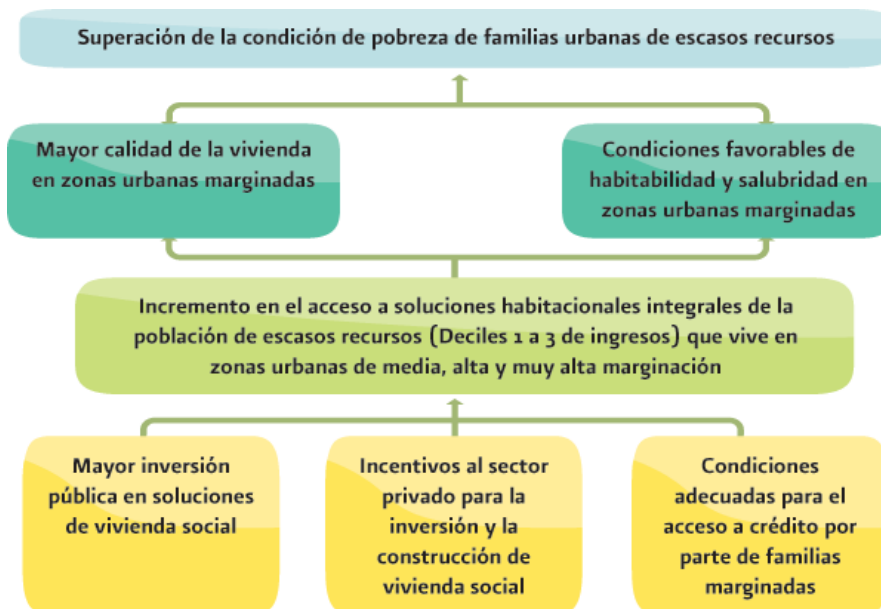 Superación de la condición de pobreza de familias urbanas de escasos recursos
Mayor calidad de la vivienda
en zonas urbanas marginadas
Condiciones favorables de
habitabilidad y salubridad en
zonas urbanas marginadas
Incremento en el acceso a soluciones habitacionales integrales de la
población de escasos recursos (Deciles 1 a 3 de ingresos) que vive en
zonas urbanas de media, alta y muy alta marginación
Mayor inversión
pública en soluciones
de vivienda social
Incentivos al sector
privado para la
inversión y la
construcción de
vivienda social
Condiciones
adecuadas para el
acceso a crédito por
parte de familias
marginadas